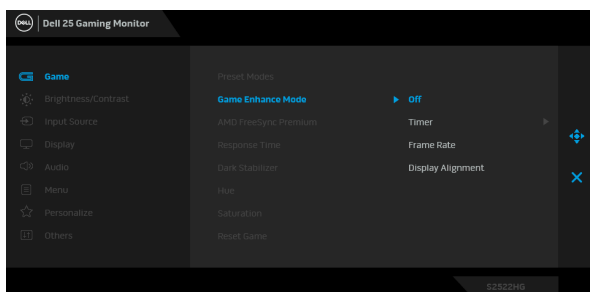 DELL
Dell 25 Gaming Monitor
Game
Brightness/Contrast
Input Source
Display
Audio
Menu
Personalize
Others
Preset Modes
Game Enhance Mode
AMD FreeSync Premium
Response Time
Dark Stabilizer
Hue
Saturation
Reset Game
Off
Timer
Frame Rate
Display Alignment
S2522HG